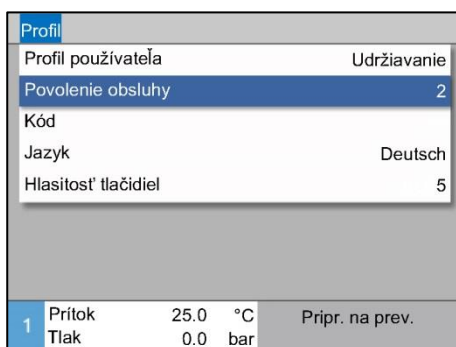 Profil
Profil používateľa Udržiavanie
Povolenie obsluhy 2
Kód
Jazyk Deutsch
Hlasitosť tlačidiel 5
1 Prítok 25.0 °C Pripr. na prev.
Tlak 0.0 bar